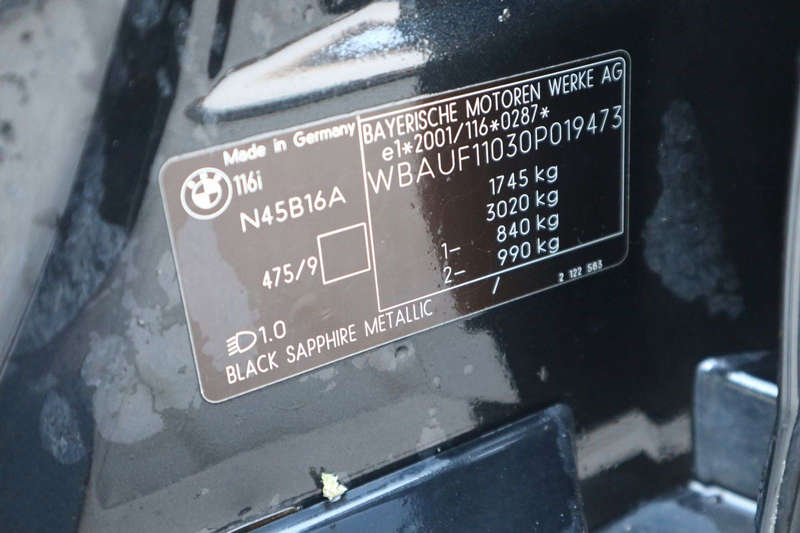 Made in Germany
116i
N45B16A
475/9
1.0
BLACK SAPPHIRE METALLIC
BAYERISCHE MOTOREN WERKE AG
e1*2001/116*0287*
WBAUF11030P019473
1745 kg
3020 kg
1– 840 kg
2– 990 kg
/
2 122 583